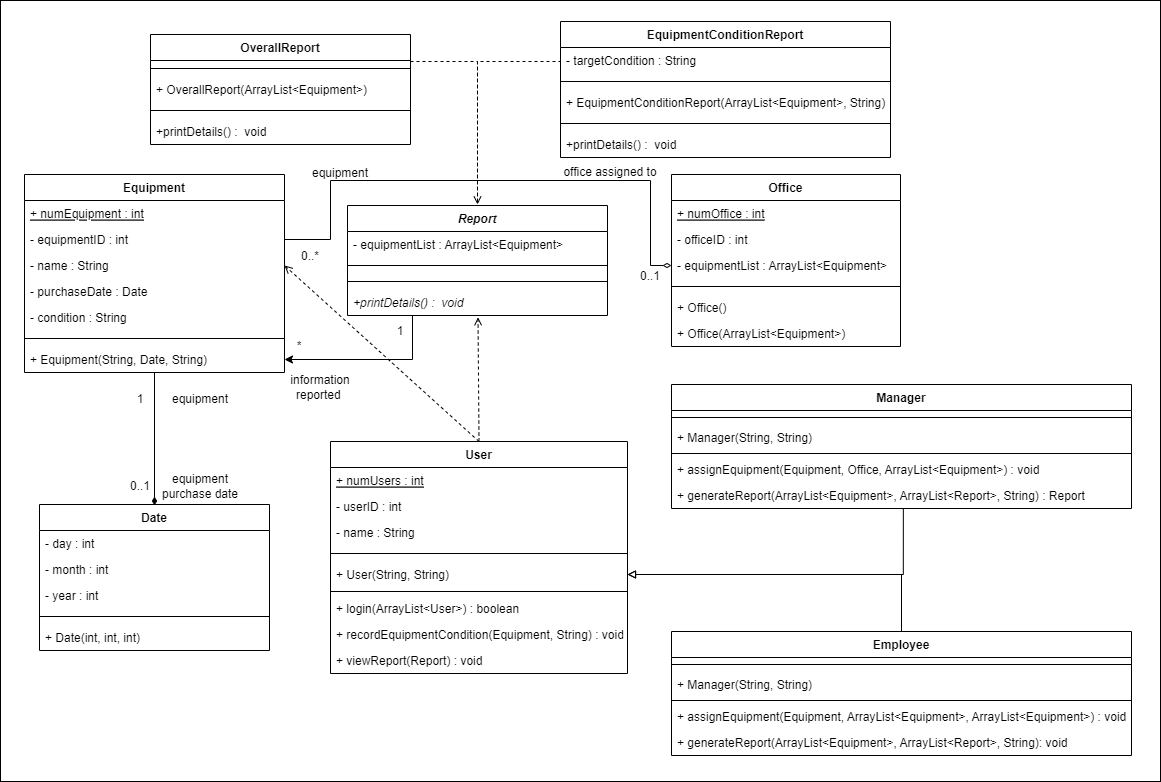 OverallReport
+ OverallReport(ArrayList<Equipment>)
+printDetails() : void
EquipmentConditionReport
- targetCondition : String
+ EquipmentConditionReport(ArrayList<Equipment>, String)
+printDetails() : void
equipment
office assigned to
Equipment
+ numEquipment : int
- equipmentID : int
- name : String
- purchaseDate : Date
- condition : String
+ Equipment(String, Date, String)
0..*
Report
- equipmentList : ArrayList<Equipment>
+printDetails() : void
0..1
Office
+ numOffice : int
- officeID : int
- equipmentList : ArrayList<Equipment>
+ Office()
+ Office(ArrayList<Equipment>)
1
*
information
reported
1
equipment
0..1
equipment
purchase date
Date
- day : int
- month : int
- year : int
+ Date(int, int, int)
User
+ numUsers : int
- userID : int
- name : String
+ User(String, String)
+ login(ArrayList<User>) : boolean
+ recordEquipmentCondition(Equipment, String) : void
+ viewReport(Report) : void
Manager
+ Manager(String, String)
+ assignEquipment(Equipment, Office, ArrayList<Equipment>) : void
+ generateReport(ArrayList<Equipment>, ArrayList<Report>, String) : Report
Employee
+ Manager(String, String)
+ assignEquipment(Equipment, ArrayList<Equipment>, ArrayList<Equipment>) : void
+ generateReport(ArrayList<Equipment>, ArrayList<Report>, String): void